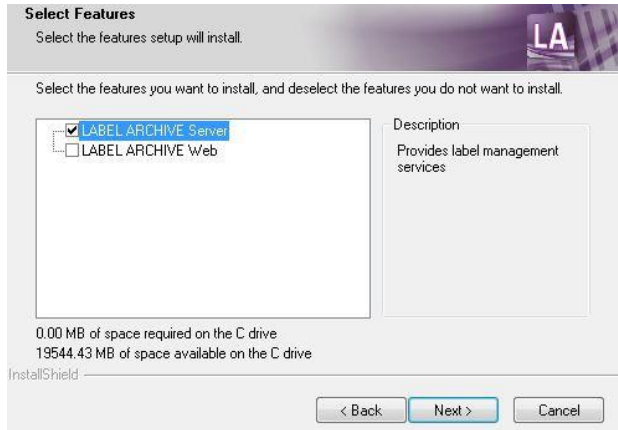 Select Features
Select the features setup will install.
LA
Select the features you want to install, and deselect the features you do not want to install.
LABEL ARCHIVE Server
LABEL ARCHIVE Web
Description
Provides label management
services
0.00 MB of space required on the C drive
19544.43 MB of space available on the C drive
InstallShield
< Back
Next >
Cancel